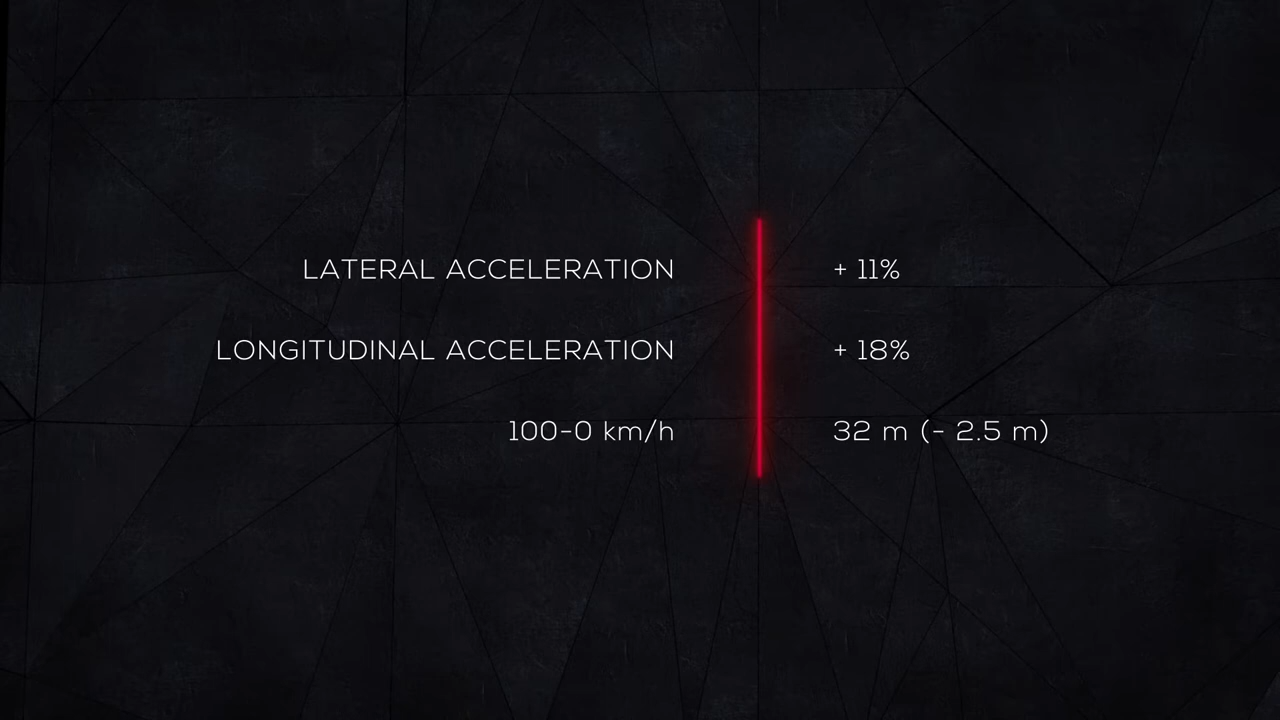 LATERAL ACCELERATION + 11%
LONGITUDINAL ACCELERATION + 18%
100-0 km/h 32 m (- 2.5 m)